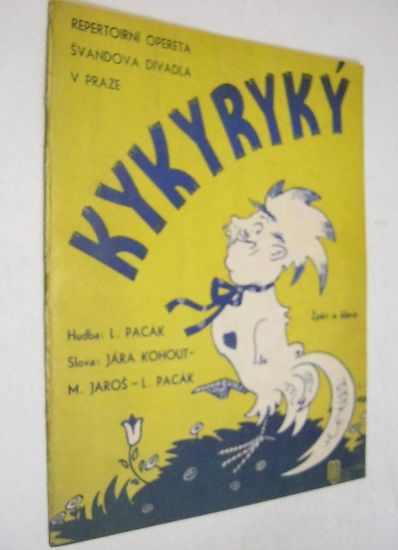 REPERTOIRNÍ OPERETA
ŠVANDOVA DIVADLA
V PRAZE
KYKYRYKÝ
Hudba: L. PACÁK
Slova: JÁRA KOHOUT-
M. JAROŠ-L. PACÁK
Zpěv a klavír